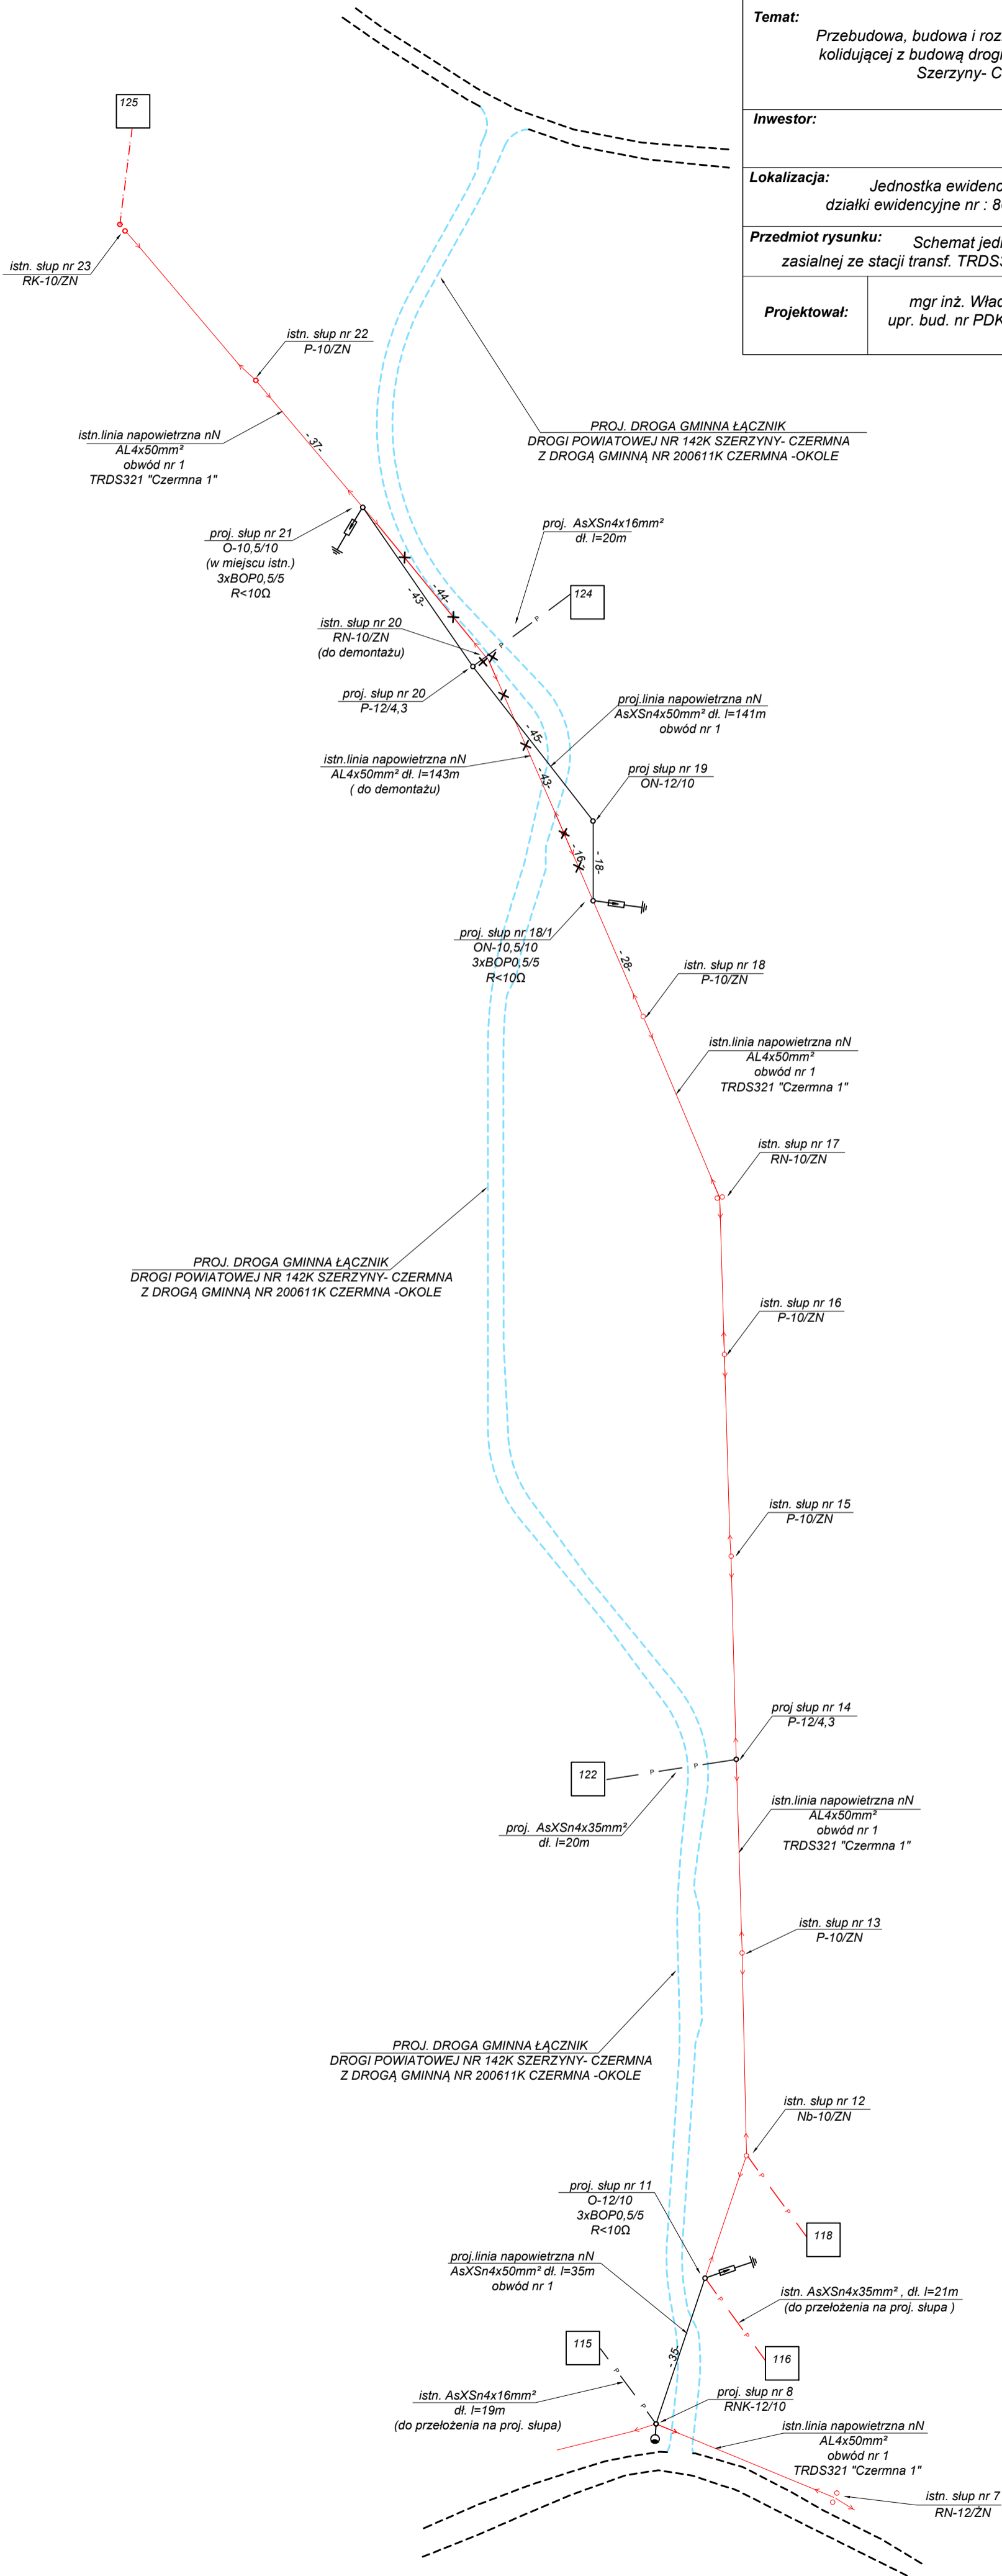 Temat:
Przebudowa, budowa i roz
kolidującej z budową drogi
Szerzyny- C
Inwestor:
Lokalizacja:
Jednostka ewidenc
działki ewidencyjne nr : 8
Przedmiot rysunku:
Schemat jed
zasialnej ze stacji transf. TRDS3
Projektował:
mgr inż. Wład
upr. bud. nr PDK
125
istn. słup nr 23
RK-10/ZN
istn. słup nr 22
P-10/ZN
istn.linia napowietrzna nN
AL4x50mm²
obwód nr 1
TRDS321 "Czermna 1"
- 37-
PROJ. DROGA GMINNA ŁĄCZNIK
DROGI POWIATOWEJ NR 142K SZERZYNY- CZERMNA
Z DROGĄ GMINNĄ NR 200611K CZERMNA -OKOLE
proj. słup nr 21
O-10,5/10
(w miejscu istn.)
3xBOP0,5/5
R<10Ω
proj. AsXSn4x16mm²
dł. l=20m
- 44-
- 43-
124
P
P
istn. słup nr 20
RN-10/ZN
(do demontażu)
proj. słup nr 20
P-12/4,3
proj.linia napowietrzna nN
AsXSn4x50mm² dł. l=141m
obwód nr 1
- 45-
istn.linia napowietrzna nN
AL4x50mm² dł. l=143m
( do demontażu)
- 43-
proj słup nr 19
ON-12/10
- 16-
- 18-
proj. słup nr 18/1
ON-10,5/10
3xBOP0,5/5
R<10Ω
- 28-
istn. słup nr 18
P-10/ZN
istn.linia napowietrzna nN
AL4x50mm²
obwód nr 1
TRDS321 "Czermna 1"
istn. słup nr 17
RN-10/ZN
PROJ. DROGA GMINNA ŁĄCZNIK
DROGI POWIATOWEJ NR 142K SZERZYNY- CZERMNA
Z DROGĄ GMINNĄ NR 200611K CZERMNA -OKOLE
istn. słup nr 16
P-10/ZN
istn. słup nr 15
P-10/ZN
proj słup nr 14
P-12/4,3
122
P
P
istn.linia napowietrzna nN
AL4x50mm²
obwód nr 1
TRDS321 "Czermna 1"
proj. AsXSn4x35mm²
dł. l=20m
istn. słup nr 13
P-10/ZN
PROJ. DROGA GMINNA ŁĄCZNIK
DROGI POWIATOWEJ NR 142K SZERZYNY- CZERMNA
Z DROGĄ GMINNĄ NR 200611K CZERMNA -OKOLE
istn. słup nr 12
Nb-10/ZN
P
P
118
proj. słup nr 11
O-12/10
3xBOP0,5/5
R<10Ω
proj.linia napowietrzna nN
AsXSn4x50mm² dł. l=35m
obwód nr 1
istn. AsXSn4x35mm² , dł. l=21m
(do przełożenia na proj. słupa )
P
P
116
115
P
P
- 35-
istn. AsXSn4x16mm²
dł. l=19m
(do przełożenia na proj. słupa)
proj. słup nr 8
RNK-12/10
istn.linia napowietrzna nN
AL4x50mm²
obwód nr 1
TRDS321 "Czermna 1"
istn. słup nr 7
RN-12/ŻN